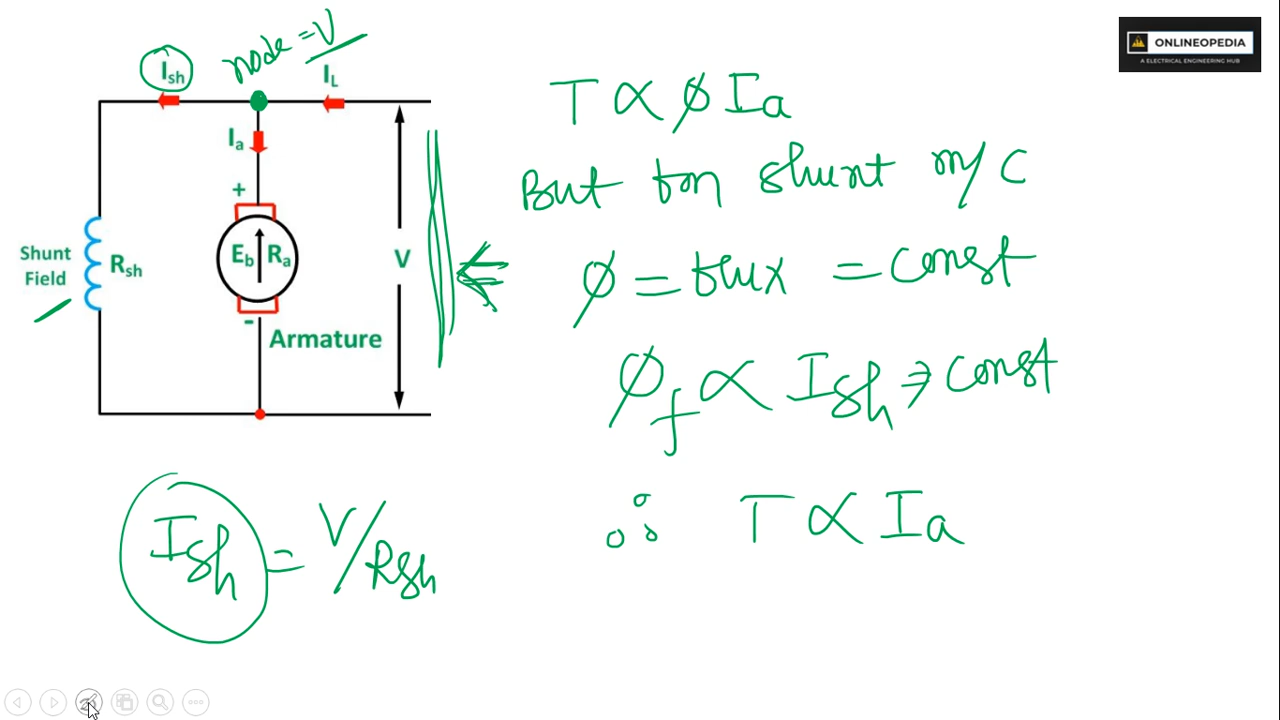 node = V
Ish
IL
Ia
+
Eb
Ra
-
Armature
V
Shunt
Field
Rsh
Ish = V/Rsh
T ∝ ϕ Ia
But for shunt m/c
ϕ = flux = const
ϕf ∝ Ish ⇒ const
∴ T ∝ Ia
ONLINEOPEDIA
A ELECTRICAL ENGINEERING HUB